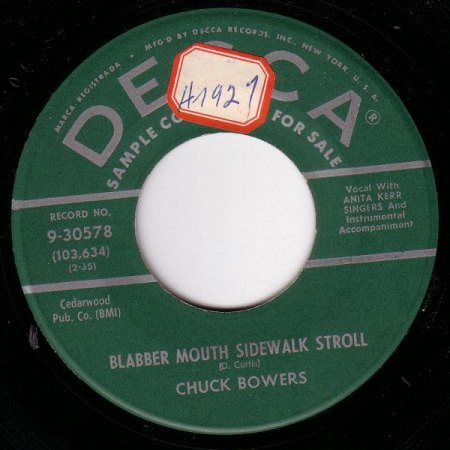 MARCA REGISTRADA • MFG'D BY DECCA RECORDS, INC., NEW YORK, U. S. A.
DECCA®
41927
SAMPLE CO FOR SALE
RECORD NO.
9-30578
(103,634)
(2-35)
Cedarwood
Pub. Co. (BMI)
Vocal With
ANITA KERR
SINGERS And
Instrumental
Accompaniment
BLABBER MOUTH SIDEWALK STROLL
(D. Curtis)
CHUCK BOWERS